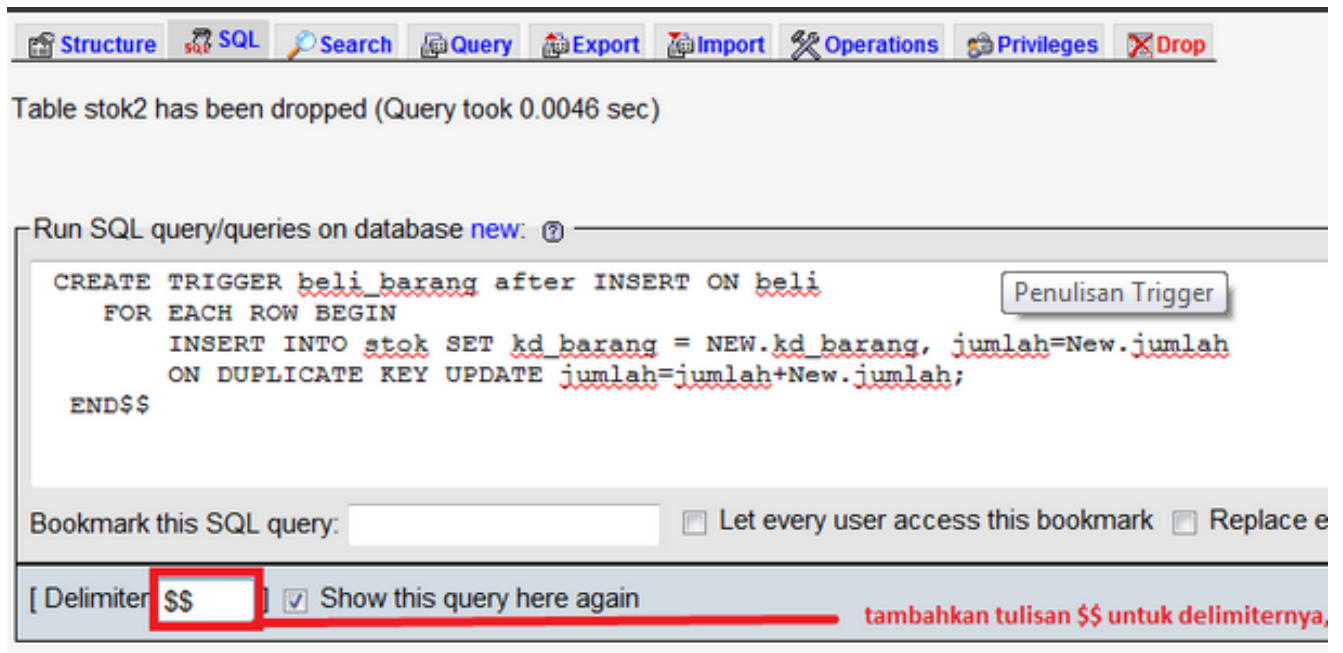 Structure SQL Search Query Export Import Operations Privileges Drop
Table stok2 has been dropped (Query took 0.0046 sec)
Run SQL query/queries on database new:
CREATE TRIGGER beli_barang after INSERT ON beli
Penulisan Trigger
FOR EACH ROW BEGIN
INSERT INTO stok SET kd_barang = NEW.kd_barang, jumlah=New.jumlah
ON DUPLICATE KEY UPDATE jumlah=jumlah+New.jumlah;
END$$
Bookmark this SQL query: Let every user access this bookmark Replace e
[ Delimiter $$ ] Show this query here again
tambahkan tulisan $$ untuk delimiternya,